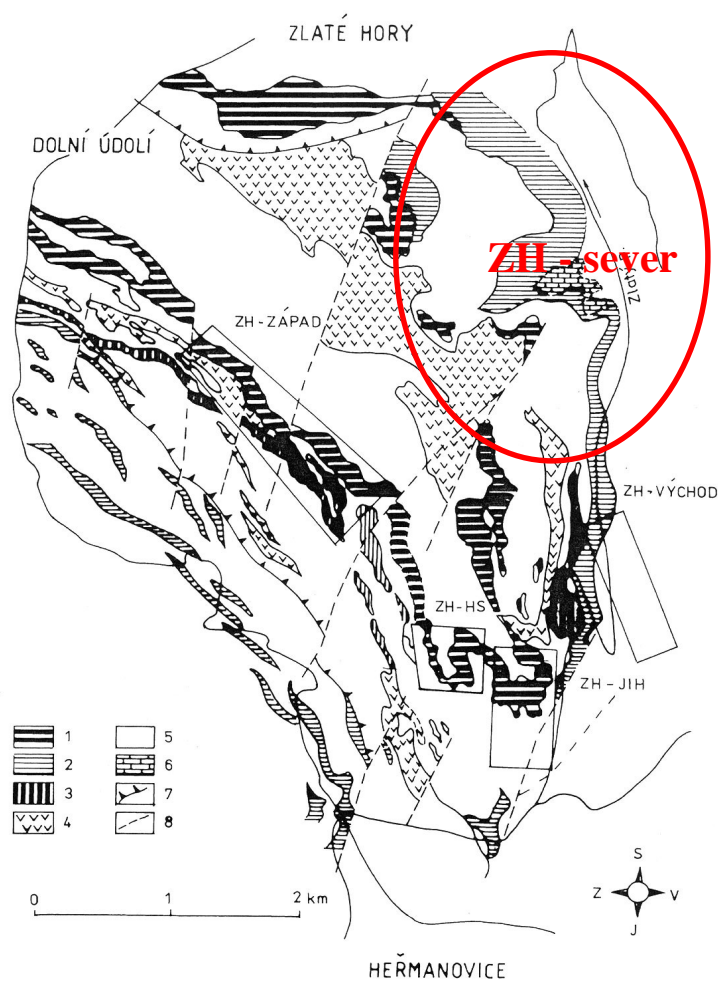 ZLATÉ HORY
DOLNÍ ÚDOLÍ
ZH - sever
ZH-ZÁPAD
ZH-VÝCHOD
ZH-HS
ZH-JIH
1
2
3
4
5
6
7
8
0 1 2 km
S
Z V
J
HEŘMANOVICE